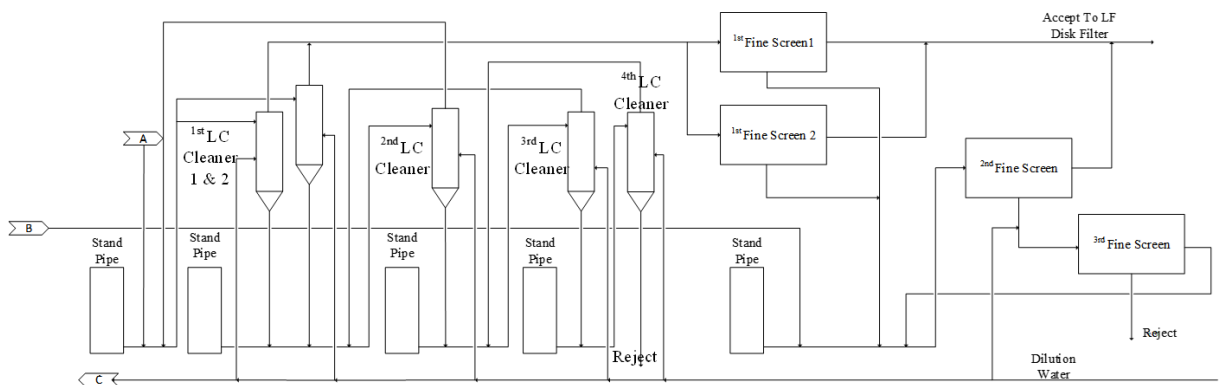 Accept To LF
Disk Filter
1st Fine Screen1
4th LC
Cleaner
1st Fine Screen 2
A
1st LC
Cleaner
1 & 2
2nd LC
Cleaner
3rd LC
Cleaner
2nd Fine Screen
B
Stand
Pipe
Stand
Pipe
Stand
Pipe
Stand
Pipe
Stand
Pipe
3rd Fine Screen
Reject
Reject
Dilution
Water
C